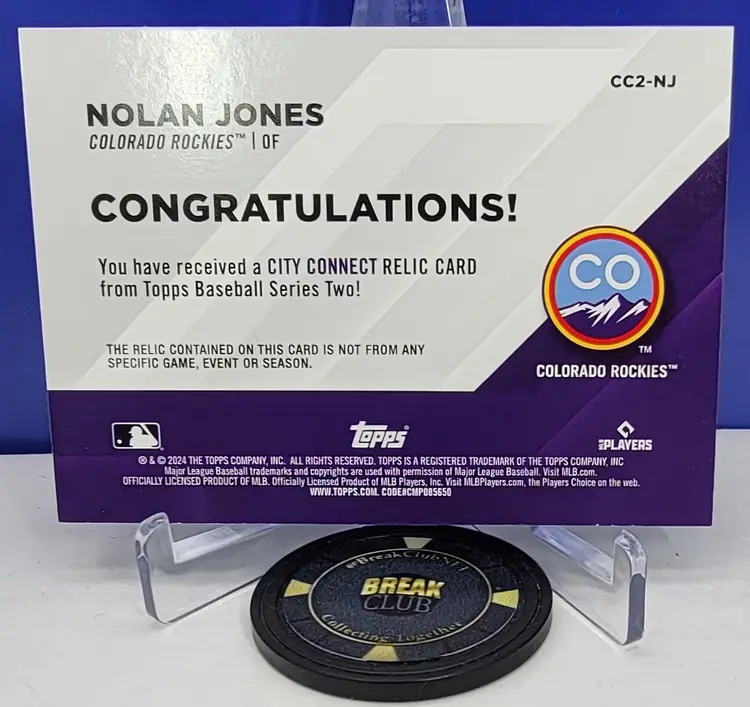 CC2-NJ
NOLAN JONES
COLORADO ROCKIES™ | OF
CONGRATULATIONS!
You have received a CITY CONNECT RELIC CARD
from Topps Baseball Series Two!
CO
TM
COLORADO ROCKIES™
THE RELIC CONTAINED ON THIS CARD IS NOT FROM ANY
SPECIFIC GAME, EVENT OR SEASON.
Topps
MLBPLAYERS
® & © 2024 THE TOPPS COMPANY, INC. ALL RIGHTS RESERVED. TOPPS IS A REGISTERED TRADEMARK OF THE TOPPS COMPANY, INC
Major League Baseball trademarks and copyrights are used with permission of Major League Baseball. Visit MLB.com.
OFFICIALLY LICENSED PRODUCT OF MLB. Officially Licensed Product of MLB Players, Inc. Visit MLBPlayers.com, the Players Choice on the web.
WWW.TOPPS.COM. CODE#CMP085650
@BreakClubNFT
BREAK
CLUB
Collecting Together